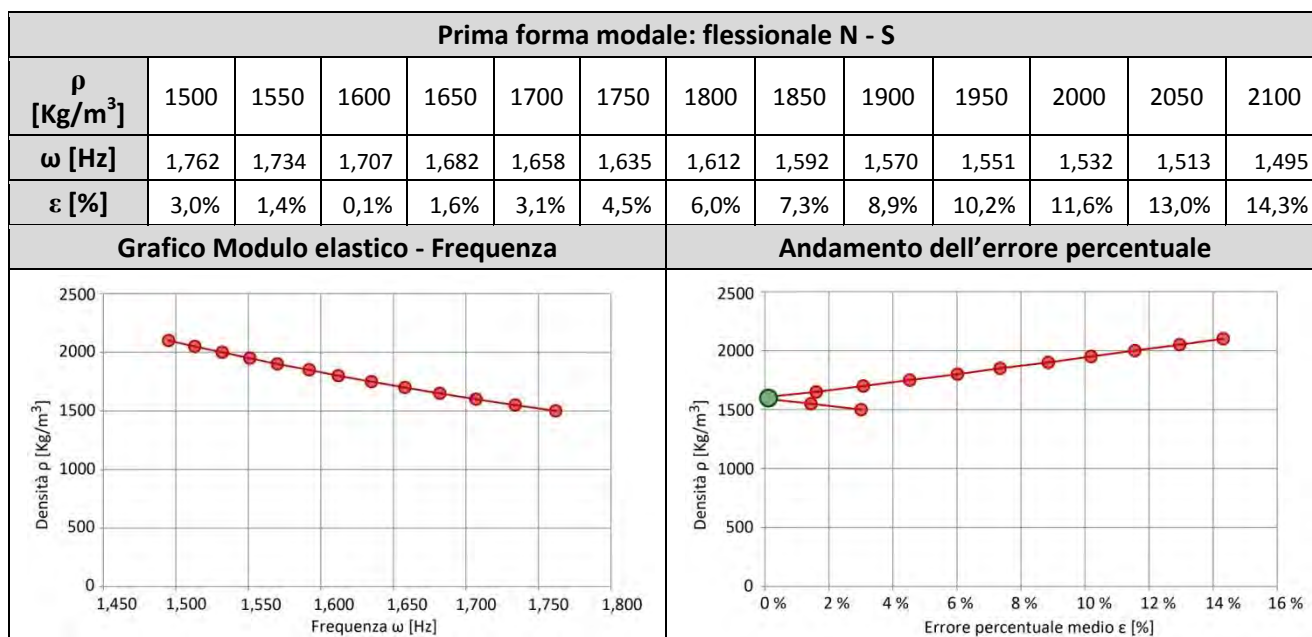 Prima forma modale: flessionale N - S
ρ [Kg/m³] 1500 1550 1600 1650 1700 1750 1800 1850 1900 1950 2000 2050 2100
ω [Hz] 1,762 1,734 1,707 1,682 1,658 1,635 1,612 1,592 1,570 1,551 1,532 1,513 1,495
ε [%] 3,0% 1,4% 0,1% 1,6% 3,1% 4,5% 6,0% 7,3% 8,9% 10,2% 11,6% 13,0% 14,3%
Grafico Modulo elastico - Frequenza
Densità ρ [Kg/m³]
2500
2000
1500
1000
500
0
1,450 1,500 1,550 1,600 1,650 1,700 1,750 1,800
Frequenza ω [Hz]
Andamento dell’errore percentuale
Densità ρ [Kg/m³]
2500
2000
1500
1000
500
0
0 % 2 % 4 % 6 % 8 % 10 % 12 % 14 % 16 %
Errore percentuale medio ε [%]